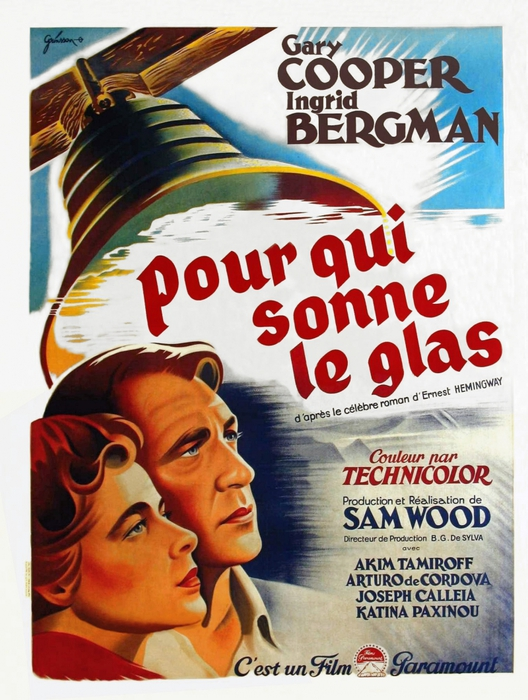 Gary
COOPER
Ingrid
BERGMAN
pour qui
sonne
le glas
d'après le célèbre roman d'Ernest HEMINGWAY
Couleur par
TECHNICOLOR
Production et Réalisation de
SAM WOOD
Directeur de Production B.G. De SYLVA
avec
AKIM TAMIROFF
ARTURO de CORDOVA
JOSEPH CALLEIA
KATINA PAXINOU
C'est un Film Paramount